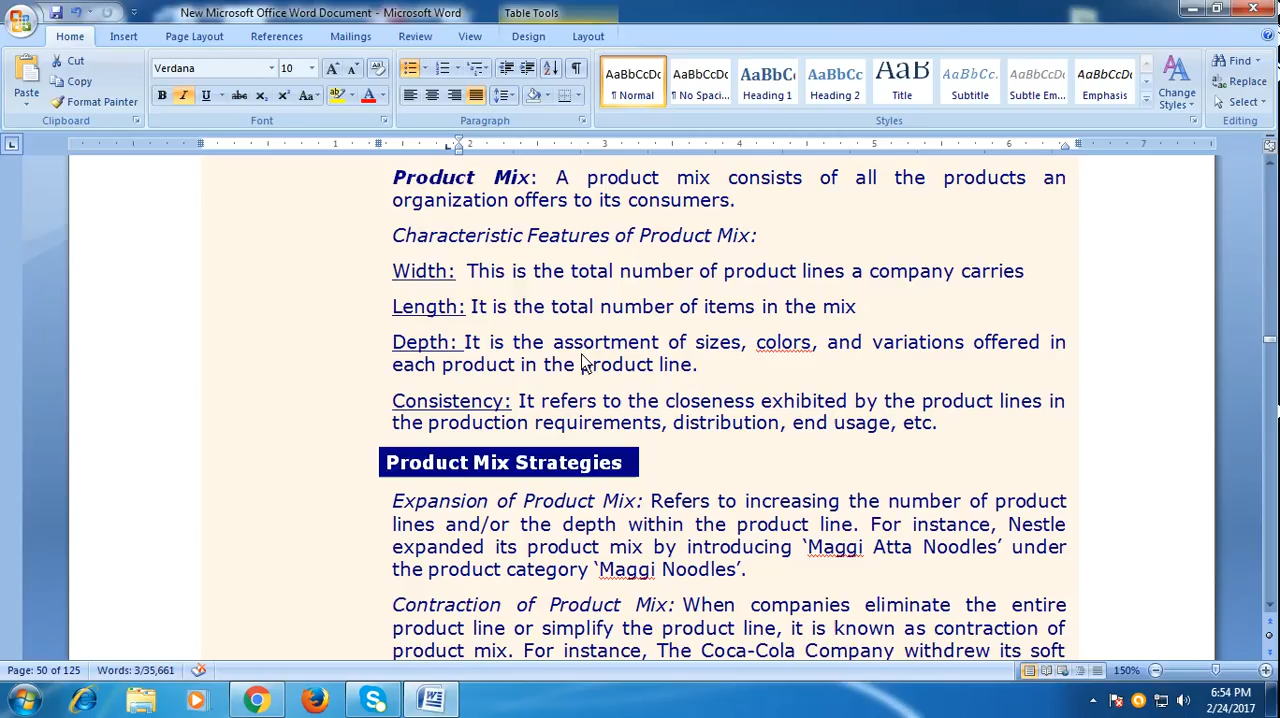 New Microsoft Office Word Document - Microsoft Word
Table Tools
Home Insert Page Layout References Mailings Review View Design Layout
Paste
Cut
Copy
Format Painter
Clipboard
Verdana 10
B I U abc x₂ x² Aa
Font
Paragraph
AaBbCcDc AaBbCcDc AaBbCc AaBbCc AaB AaBbCc. AaBbCcDc AaBbCcDc
¶ Normal ¶ No Spaci... Heading 1 Heading 2 Title Subtitle Subtle Em... Emphasis
Change Styles
Styles
Find
Replace
Select
Editing
1 2 3 4 5 6 7
Product Mix: A product mix consists of all the products an
organization offers to its consumers.
Characteristic Features of Product Mix:
Width: This is the total number of product lines a company carries
Length: It is the total number of items in the mix
Depth: It is the assortment of sizes, colors, and variations offered in
each product in the product line.
Consistency: It refers to the closeness exhibited by the product lines in
the production requirements, distribution, end usage, etc.
Product Mix Strategies
Expansion of Product Mix: Refers to increasing the number of product
lines and/or the depth within the product line. For instance, Nestle
expanded its product mix by introducing ‘Maggi Atta Noodles’ under
the product category ‘Maggi Noodles’.
Contraction of Product Mix: When companies eliminate the entire
product line or simplify the product line, it is known as contraction of
product mix. For instance, The Coca-Cola Company withdrew its soft
Page: 50 of 125 Words: 3/35,661 150%
6:54 PM
2/24/2017